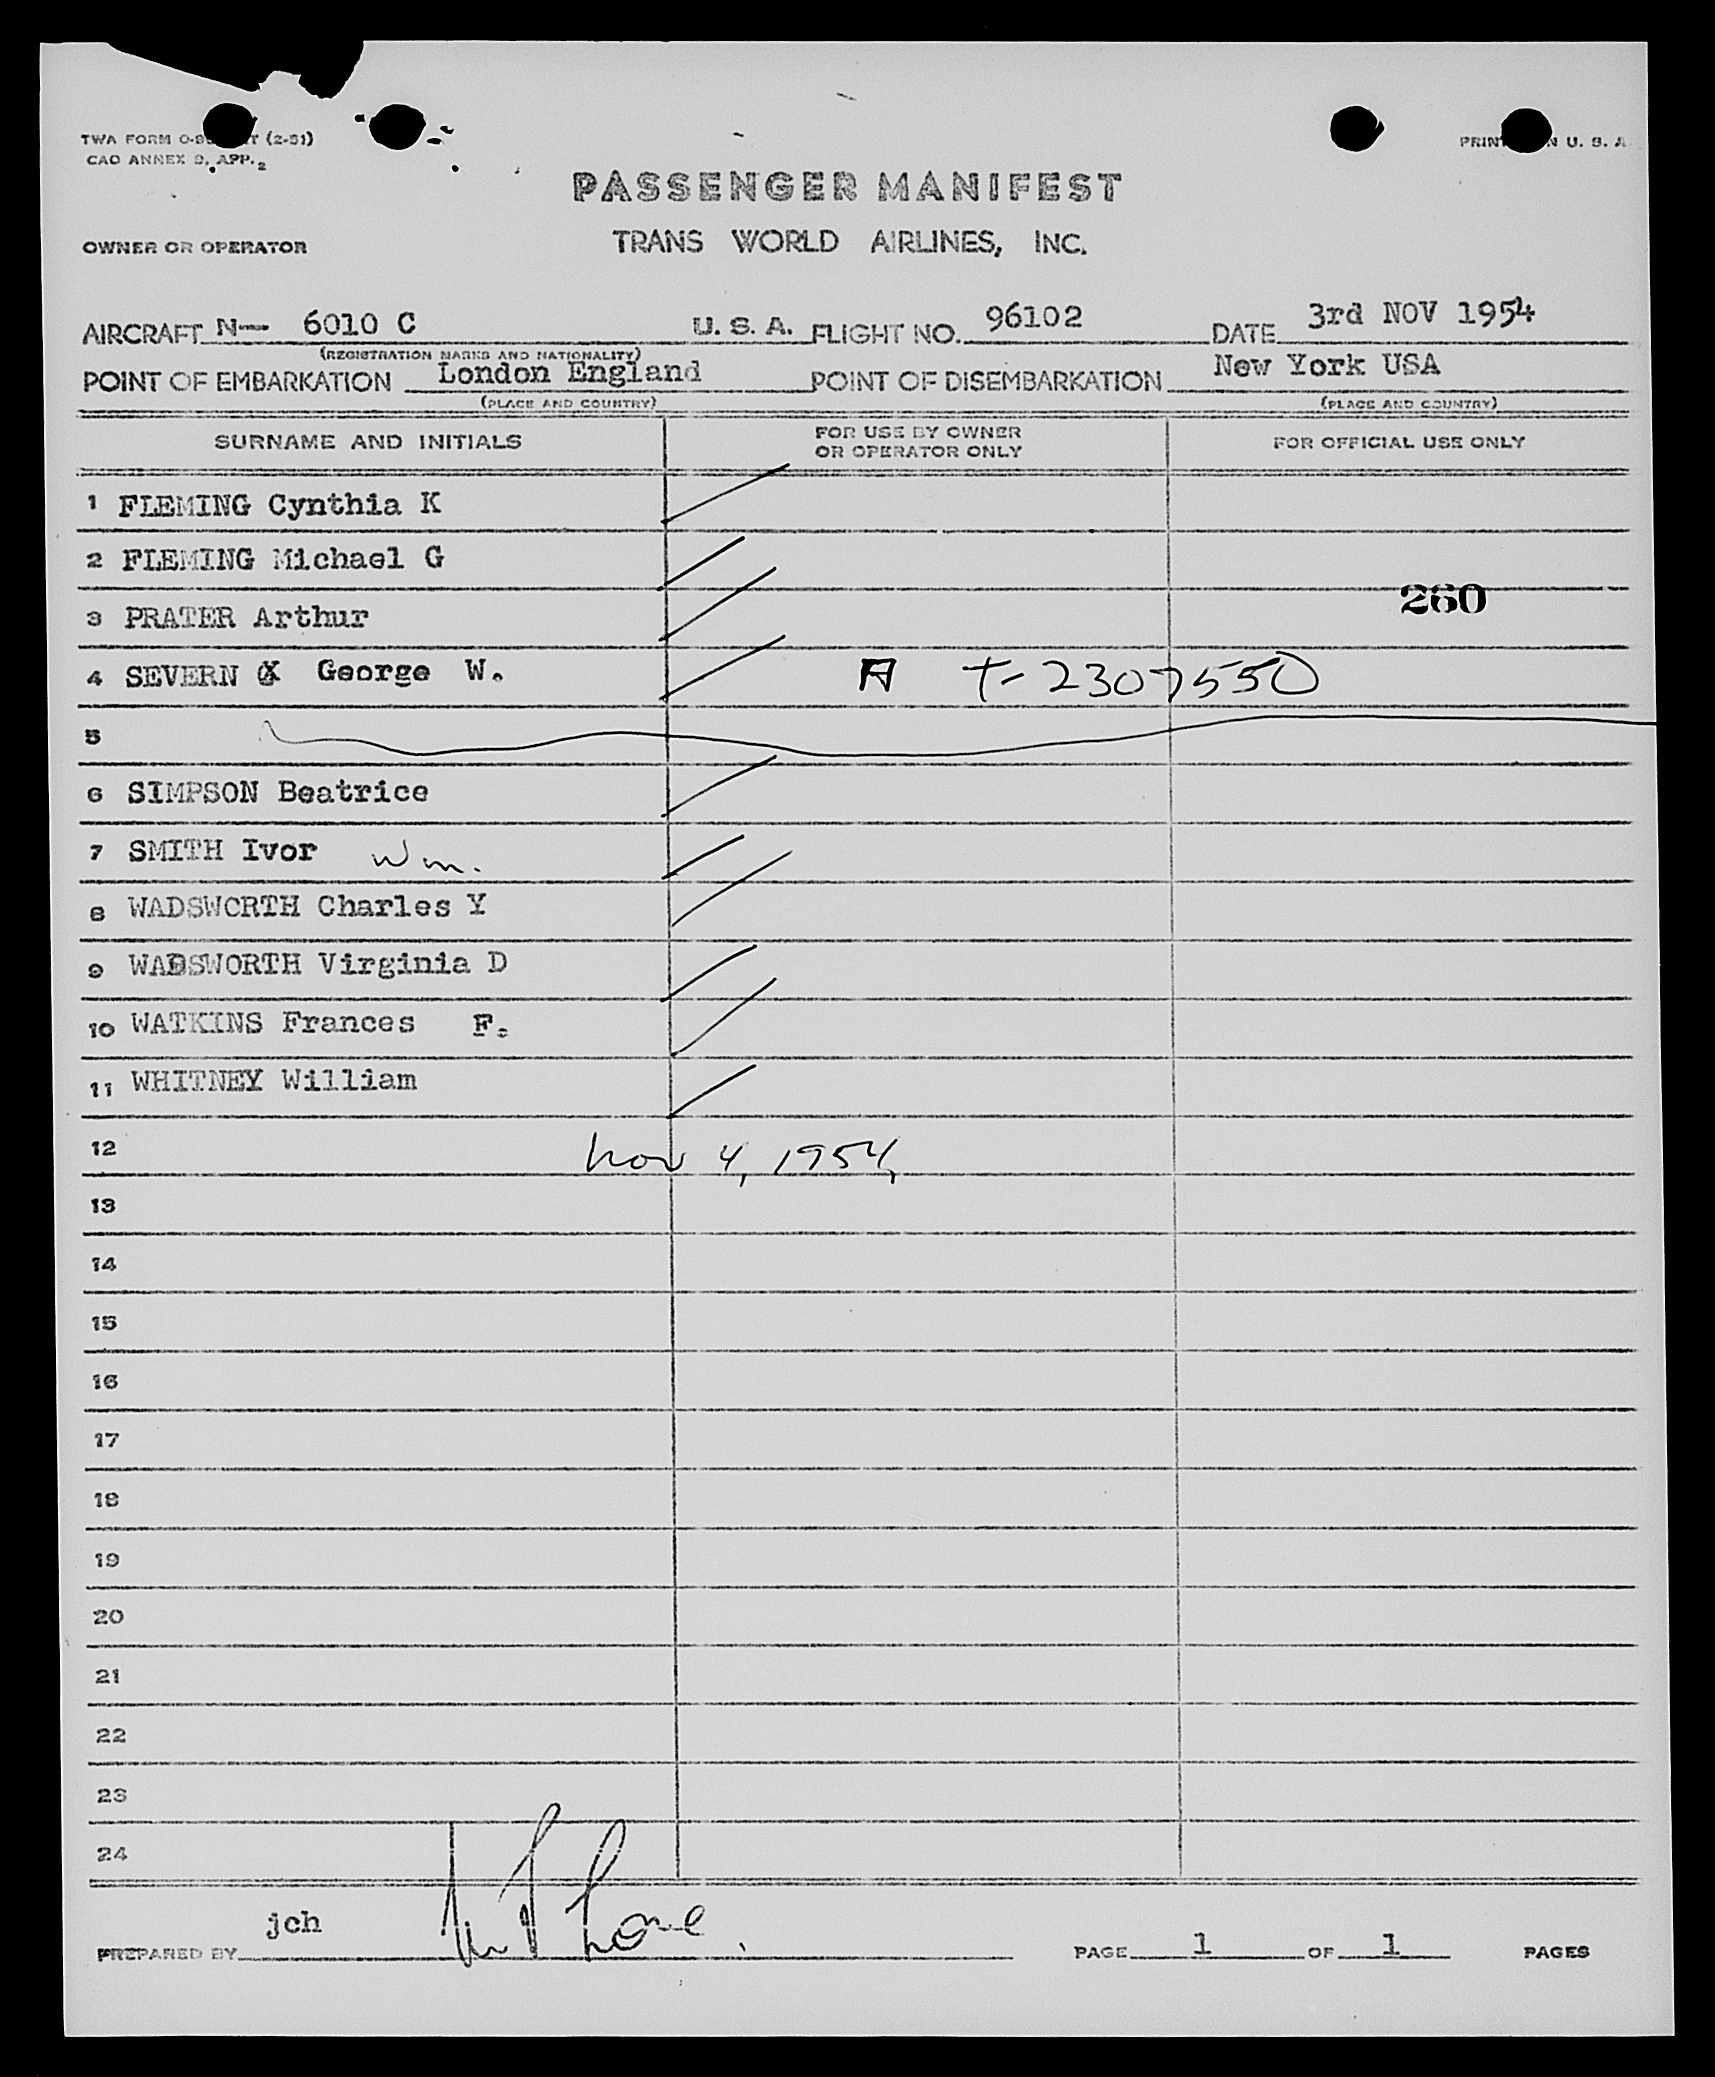 TWA FORM (2-51)
PRINTED IN U. S. A.
CAO ANNEX 9, APP. 2
PASSENGER MANIFEST
OWNER OR OPERATOR
TRANS WORLD AIRLINES, INC.
AIRCRAFT N— 6010 C U. S. A. FLIGHT NO. 96102 DATE 3rd NOV 1954
(REGISTRATION MARKS AND NATIONALITY)
POINT OF EMBARKATION London England POINT OF DISEMBARKATION New York USA
(PLACE AND COUNTRY) (PLACE AND COUNTRY)
SURNAME AND INITIALS FOR USE BY OWNER OR OPERATOR ONLY FOR OFFICIAL USE ONLY
1 FLEMING Cynthia K
2 FLEMING Michael G
260
3 PRATER Arthur
4 SEVERN George W. A T-2307550
5
6 SIMPSON Beatrice
7 SMITH Ivor Wm.
8 WADSWORTH Charles Y
9 WADSWORTH Virginia D
10 WATKINS Frances F.
11 WHITNEY William
12 Nov 4, 1954
13
14
15
16
17
18
19
20
21
22
23
24
PREPARED BY jch PAGE 1 OF 1 PAGES